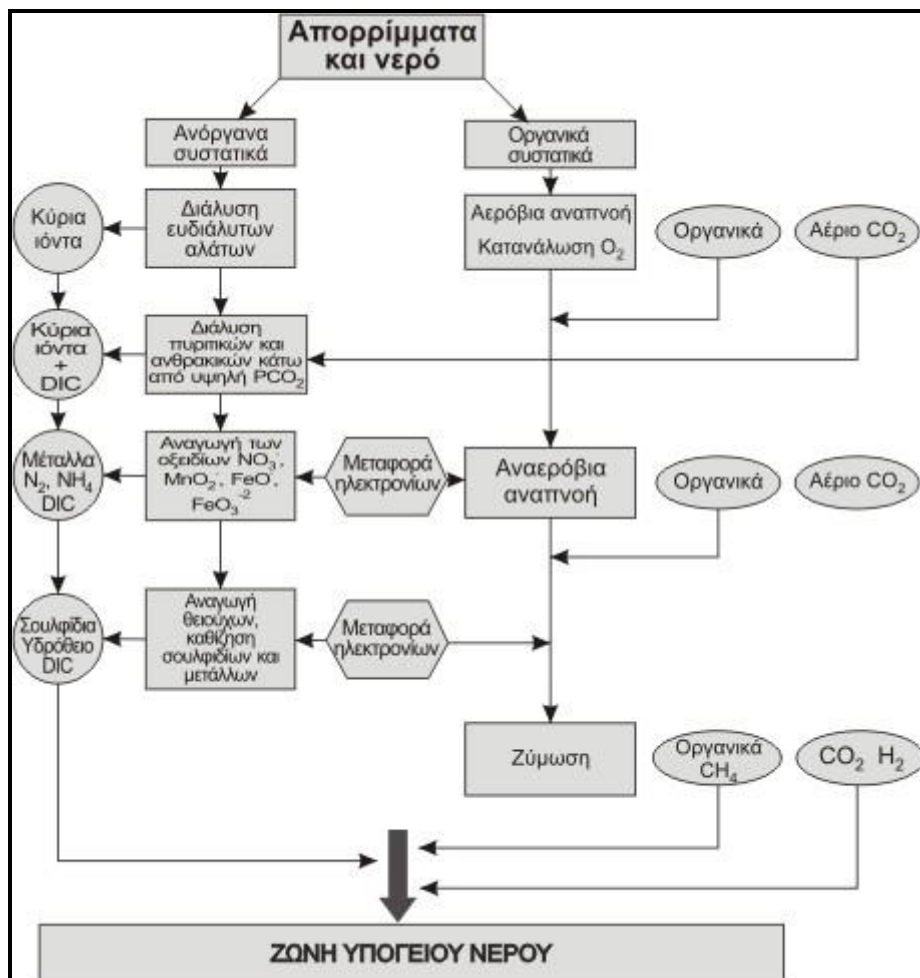 Απορρίμματα
και νερό
Ανόργανα
συστατικά
Οργανικά
συστατικά
Κύρια
ιόντα
Διάλυση
ευδιάλυτων
αλάτων
Αερόβια αναπνοή
Κατανάλωση O₂
Οργανικά
Αέριο CO₂
Κύρια
ιόντα
+
DIC
Διάλυση
πυριτικών και
ανθρακικών κάτω
από υψηλή PCO₂
Μέταλλα
N₂, NH₄
DIC
Αναγωγή των
οξειδίων NO₃⁻,
MnO₂, FeO⁻,
FeO₃⁻²
Μεταφορά
ηλεκτρονίων
Αναερόβια
αναπνοή
Οργανικά
Αέριο CO₂
Σουλφίδια
Υδρόθειο
DIC
Αναγωγή
θειούχων,
καθίζηση
σουλφιδίων και
μετάλλων
Μεταφορά
ηλεκτρονίων
Ζύμωση
Οργανικά
CH₄
CO₂ H₂
ΖΩΝΗ ΥΠΟΓΕΙΟΥ ΝΕΡΟΥ